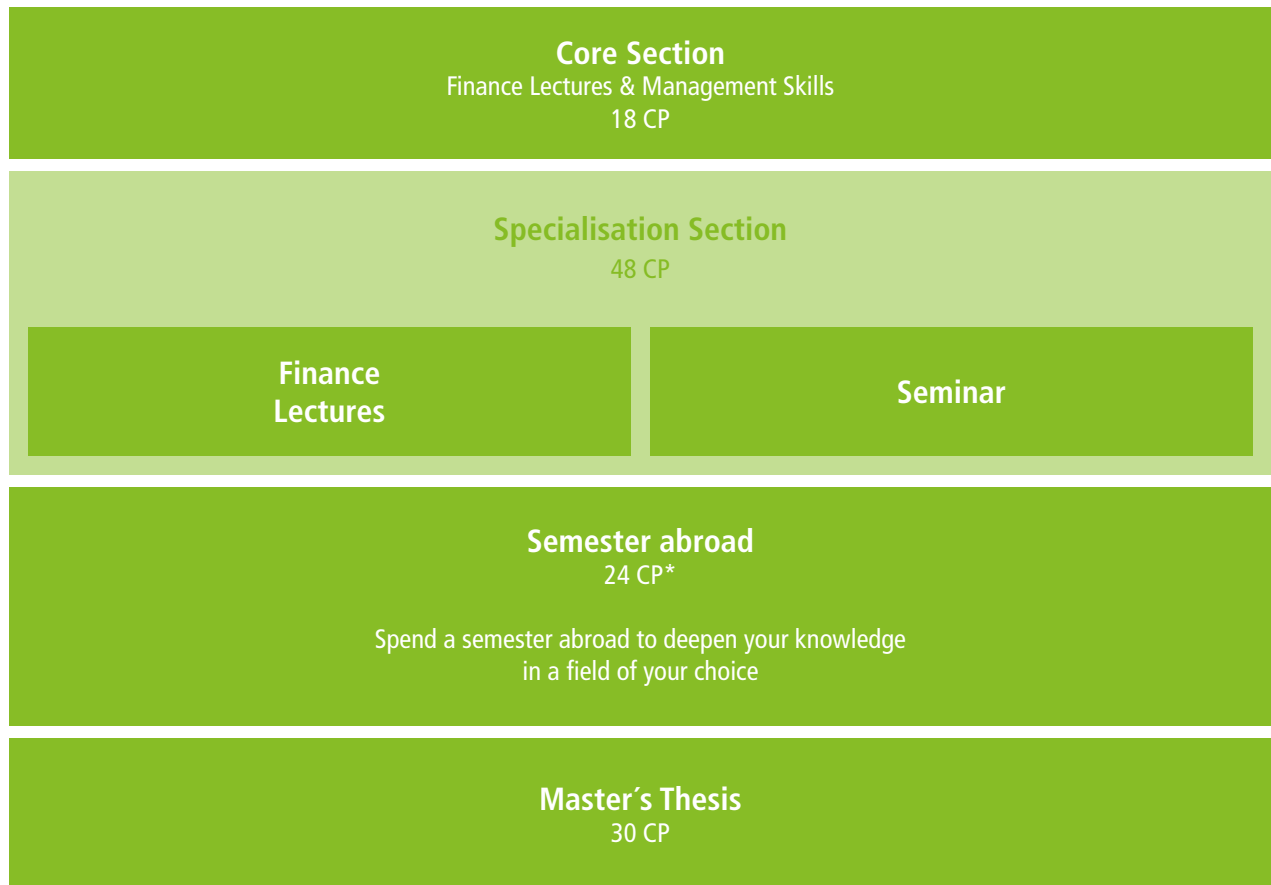 Core Section
Finance Lectures & Management Skills
18 CP
Specialisation Section
48 CP
Finance
Lectures
Seminar
Semester abroad
24 CP*
Spend a semester abroad to deepen your knowledge
in a field of your choice
Master´s Thesis
30 CP